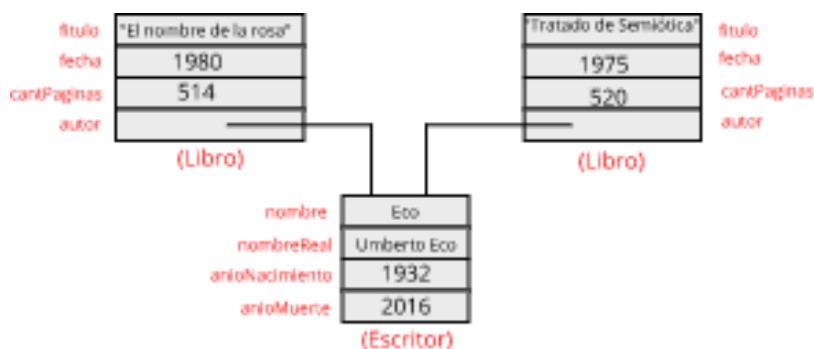 titulo "El nombre de la rosa"
fecha 1980
cantPaginas 514
autor
(Libro)
"Tratado de Semiótica" titulo
1975 fecha
520 cantPaginas
autor
(Libro)
nombre Eco
nombreReal Umberto Eco
anioNacimiento 1932
anioMuerte 2016
(Escritor)